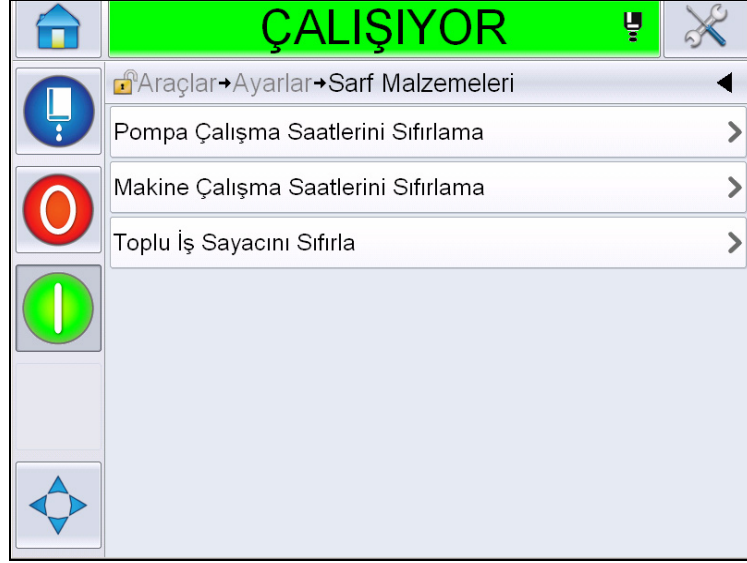 ÇALIŞIYOR
Araçlar→Ayarlar→Sarf Malzemeleri
Pompa Çalışma Saatlerini Sıfırlama
Makine Çalışma Saatlerini Sıfırlama
Toplu İş Sayacını Sıfırla